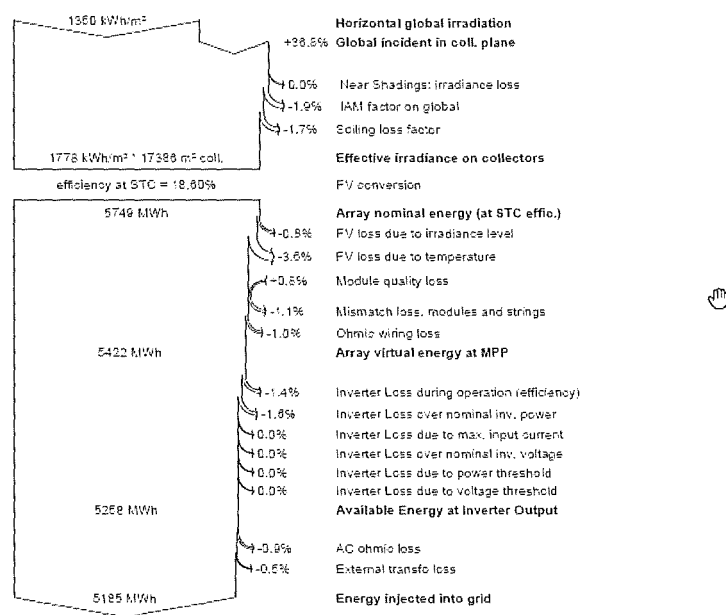 1350 kWh/m² Horizontal global irradiation
+36.8% Global incident in coll. plane
0.0% Near Shadings: irradiance loss
-1.9% IAM factor on global
-1.7% Soiling loss factor
1778 kWh/m² * 17386 m² coll. Effective irradiance on collectors
efficiency at STC = 18.60% PV conversion
5749 MWh Array nominal energy (at STC effic.)
-0.8% PV loss due to irradiance level
-3.6% PV loss due to temperature
+0.8% Module quality loss
-1.1% Mismatch loss, modules and strings
-1.0% Ohmic wiring loss
5422 MWh Array virtual energy at MPP
-1.4% Inverter Loss during operation (efficiency)
-1.6% Inverter Loss over nominal inv. power
0.0% Inverter Loss due to max. input current
0.0% Inverter Loss over nominal inv. voltage
0.0% Inverter Loss due to power threshold
0.0% Inverter Loss due to voltage threshold
5258 MWh Available Energy at Inverter Output
-0.9% AC ohmic loss
-0.5% External transfo loss
5185 MWh Energy injected into grid